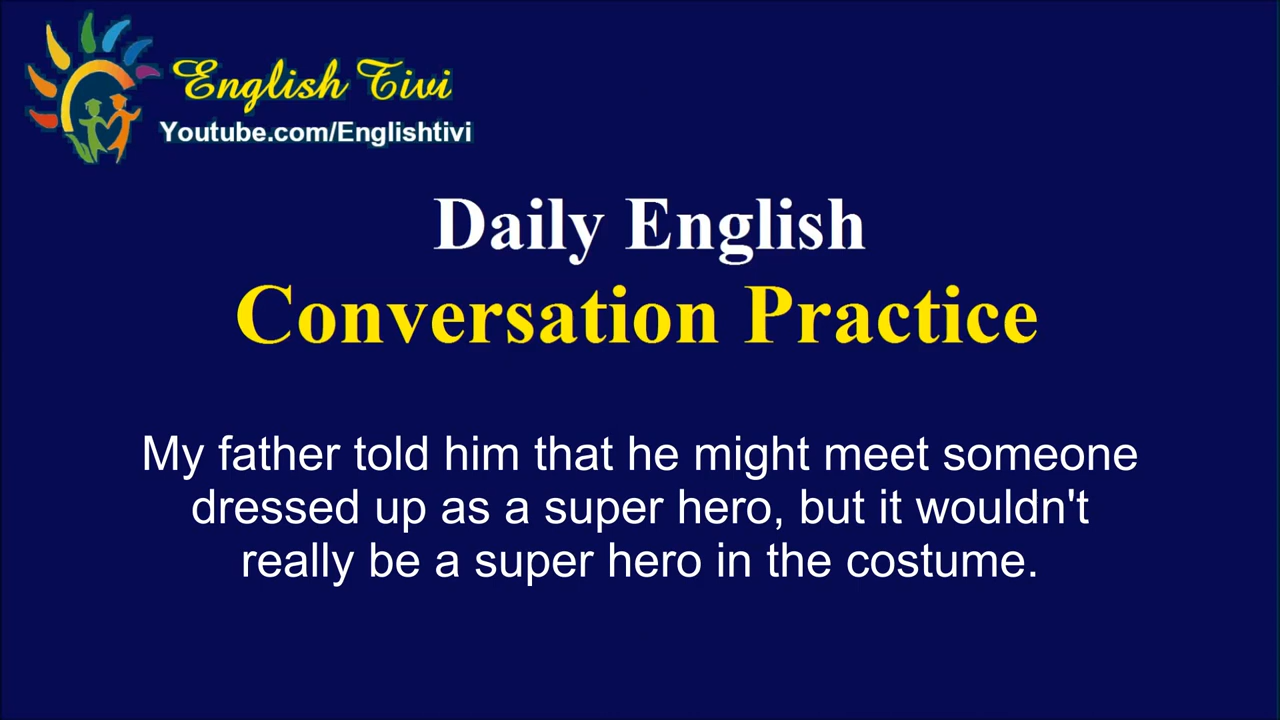 English Tivi
Youtube.com/Englishtivi
Daily English
Conversation Practice
My father told him that he might meet someone
dressed up as a super hero, but it wouldn't
really be a super hero in the costume.